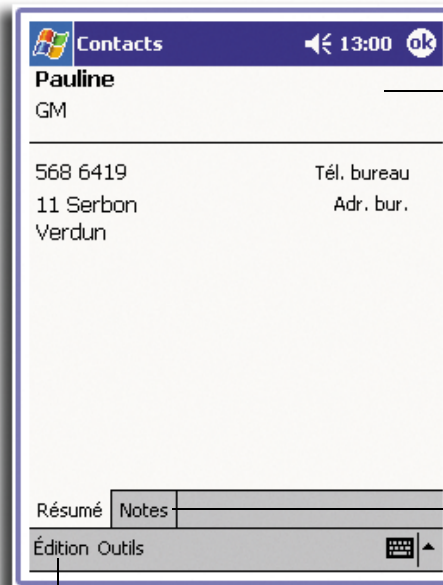 Contacts 13:00 ok
Pauline
GM
568 6419 Tél. bureau
11 Serbon Adr. bur.
Verdun
Résumé Notes
Édition Outils